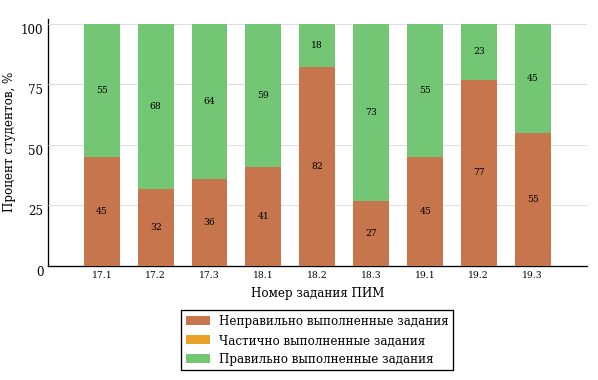 Процент студентов, %
100
75
50
25
0
55 68 64 59 18 73 55 23 45
45 32 36 41 82 27 45 77 55
17.1 17.2 17.3 18.1 18.2 18.3 19.1 19.2 19.3
Номер задания ПИМ
Неправильно выполненные задания
Частично выполненные задания
Правильно выполненные задания